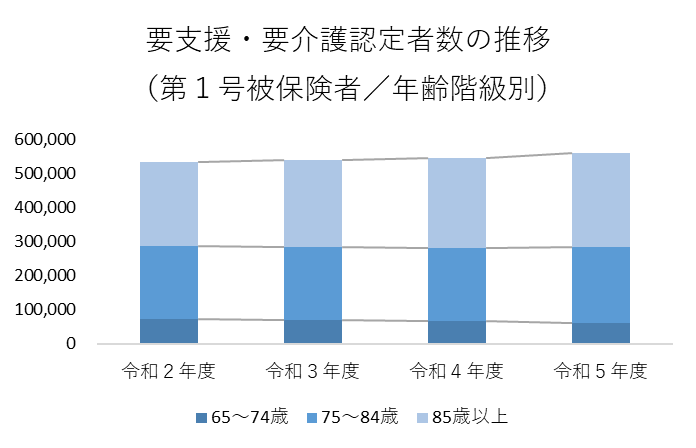 要支援・要介護認定者数の推移
（第１号被保険者／年齢階級別）
600,000
500,000
400,000
300,000
200,000
100,000
0
令和２年度 令和３年度 令和４年度 令和５年度
65～74歳 75～84歳 85歳以上